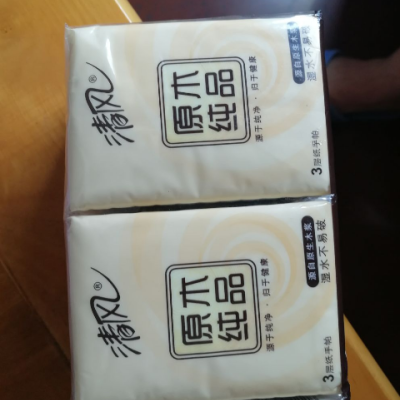 清风®
原木
纯品
源于纯净·归于健康
源自原生木浆
湿水不易破
3层纸手帕
清风®
原木
纯品
源于纯净·归于健康
源自原生木浆
湿水不易破
3层纸手帕